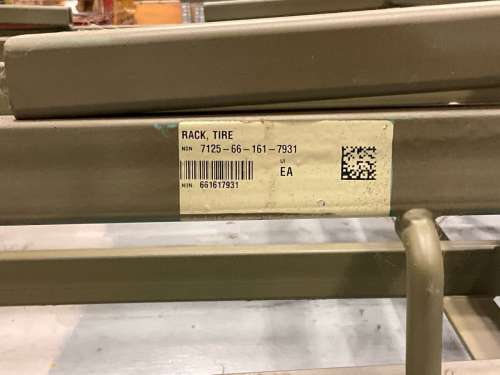 RACK, TIRE
NSN 7125-66-161-7931
UI
EA
NIIN 661617931